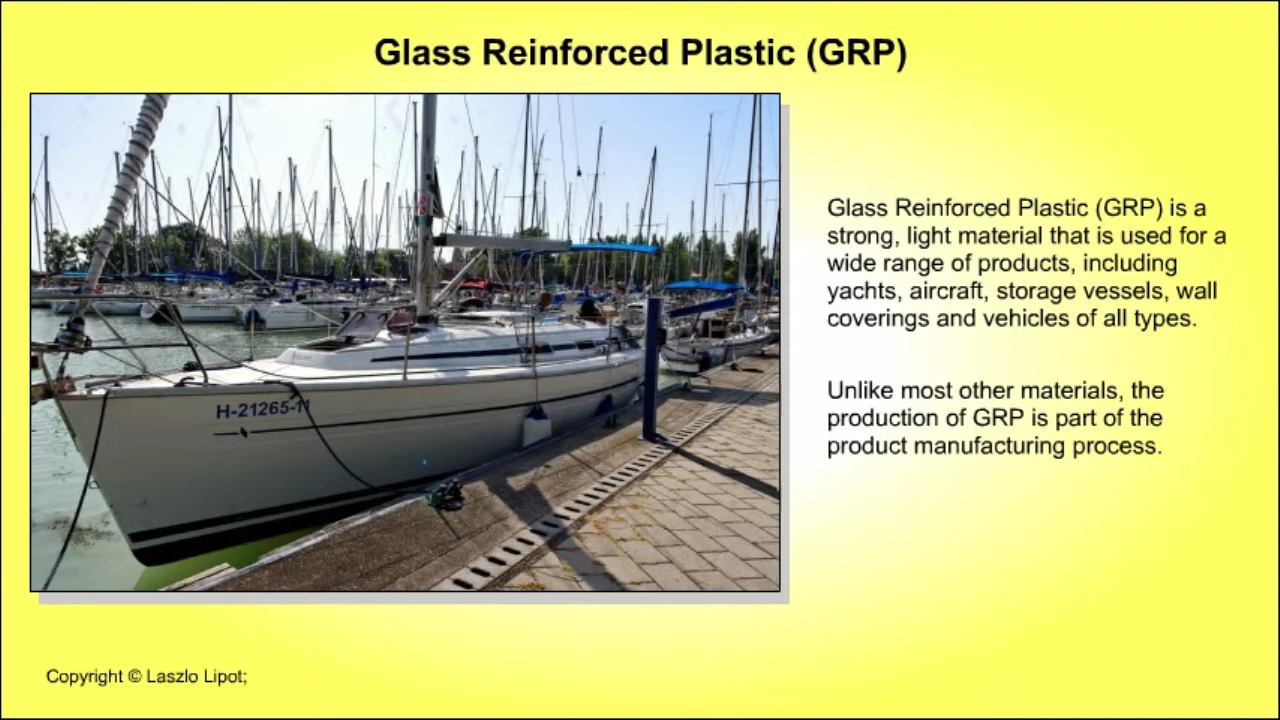 Glass Reinforced Plastic (GRP)
H-21265-11
Glass Reinforced Plastic (GRP) is a
strong, light material that is used for a
wide range of products, including
yachts, aircraft, storage vessels, wall
coverings and vehicles of all types.
Unlike most other materials, the
production of GRP is part of the
product manufacturing process.
Copyright © Laszlo Lipot;